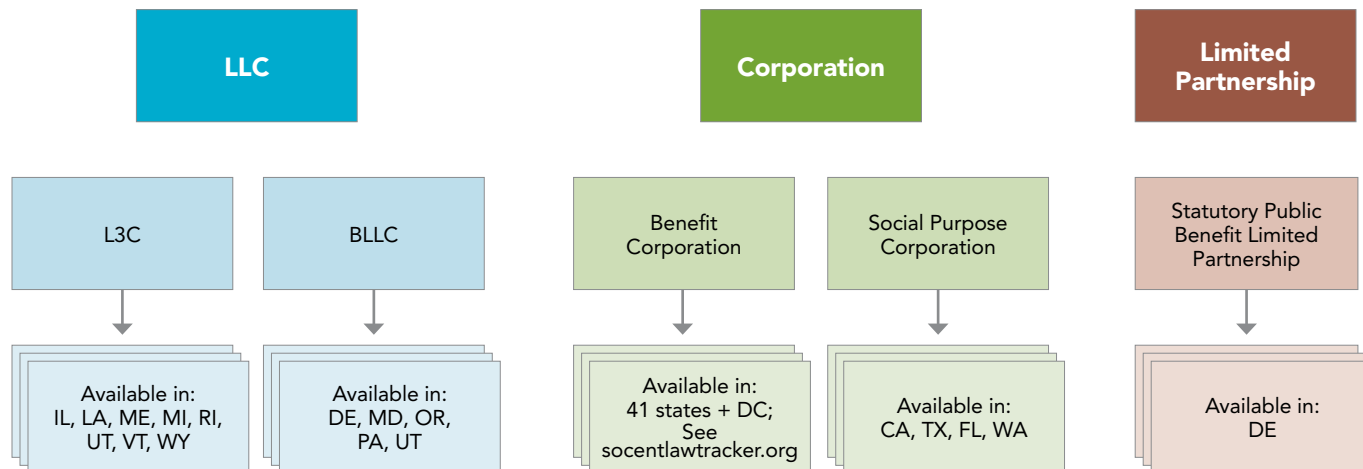 LLC
Corporation
Limited
Partnership
L3C
BLLC
Benefit
Corporation
Social Purpose
Corporation
Statutory Public
Benefit Limited
Partnership
Available in:
IL, LA, ME, MI, RI,
UT, VT, WY
Available in:
DE, MD, OR,
PA, UT
Available in:
41 states + DC;
See
socentlawtracker.org
Available in:
CA, TX, FL, WA
Available in:
DE